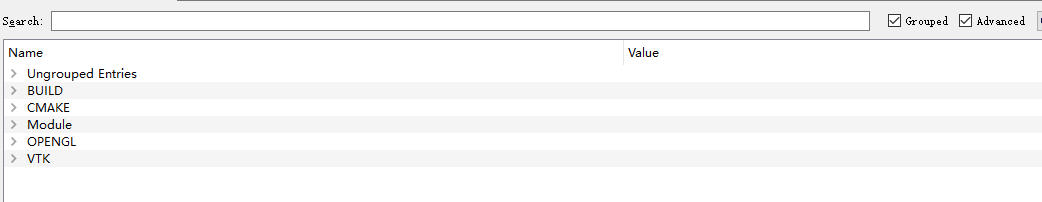 Search: Grouped Advanced
Name Value
Ungrouped Entries
BUILD
CMAKE
Module
OPENGL
VTK